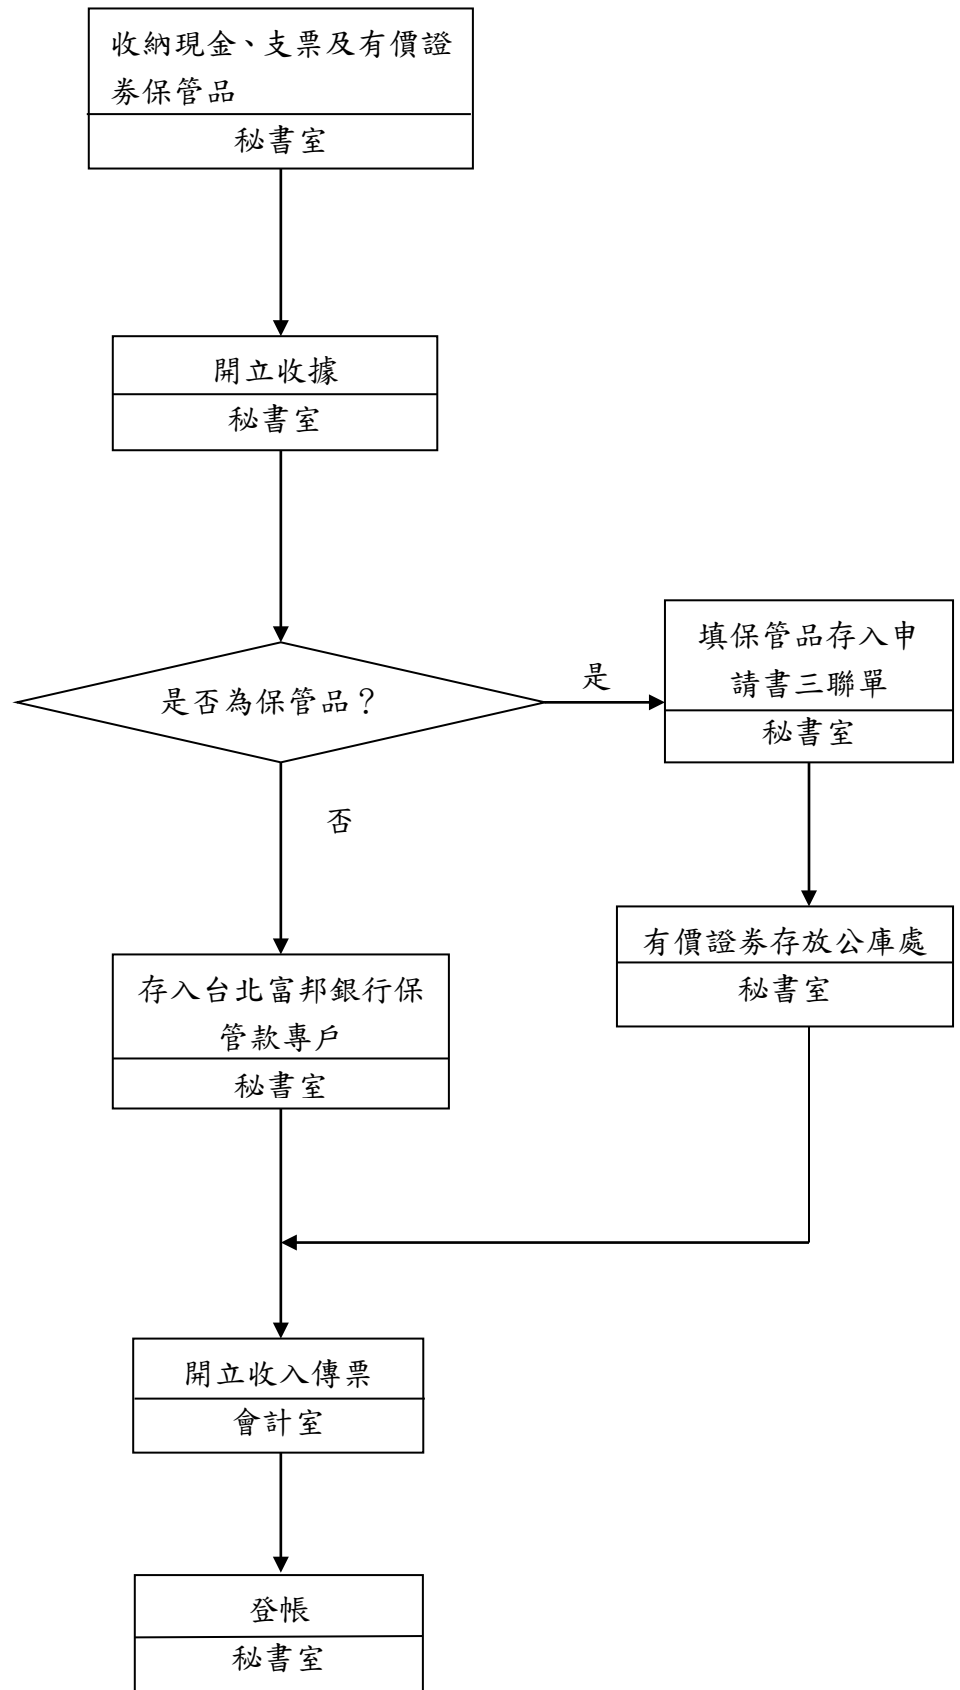 收納現金、支票及有價證
券保管品
秘書室
開立收據
秘書室
是否為保管品？
是
填保管品存入申
請書三聯單
秘書室
否
有價證券存放公庫處
秘書室
存入台北富邦銀行保
管款專戶
秘書室
開立收入傳票
會計室
登帳
秘書室